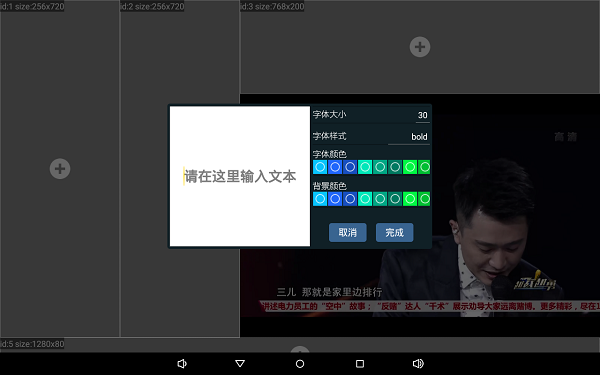 id:1 size:256x720
id:2 size:256x720
id:3 size:768x200
字体大小
30
字体样式
bold
字体颜色
请在这里输入文本
背景颜色
取消
完成
高清
三儿 那就是家里边排行
讲述电力员工的“空中”故事；“反赌”达人“千术”展示劝导大家远离赌博。更多精彩，尽在1
id:5 size:1280x80